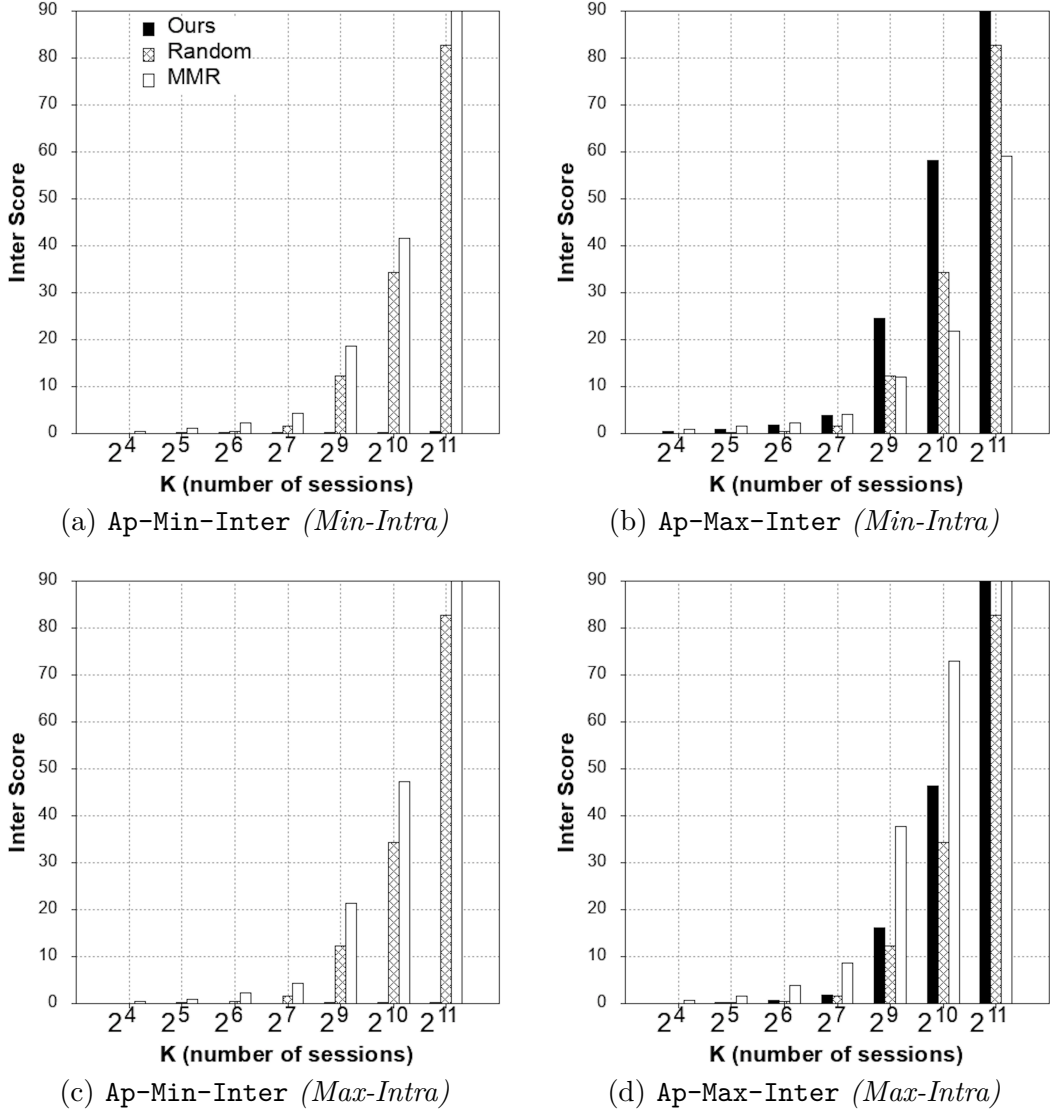 90
80
70
60
50
40
30
20
10
0
Inter Score
Ours
Random
MMR
2^4 2^5 2^6 2^7 2^9 2^10 2^11
K (number of sessions)
(a) Ap-Min-Inter (Min-Intra)
90
80
70
60
50
40
30
20
10
0
Inter Score
2^4 2^5 2^6 2^7 2^9 2^10 2^11
K (number of sessions)
(b) Ap-Max-Inter (Min-Intra)
90
80
70
60
50
40
30
20
10
0
Inter Score
2^4 2^5 2^6 2^7 2^9 2^10 2^11
K (number of sessions)
(c) Ap-Min-Inter (Max-Intra)
90
80
70
60
50
40
30
20
10
0
Inter Score
2^4 2^5 2^6 2^7 2^9 2^10 2^11
K (number of sessions)
(d) Ap-Max-Inter (Max-Intra)